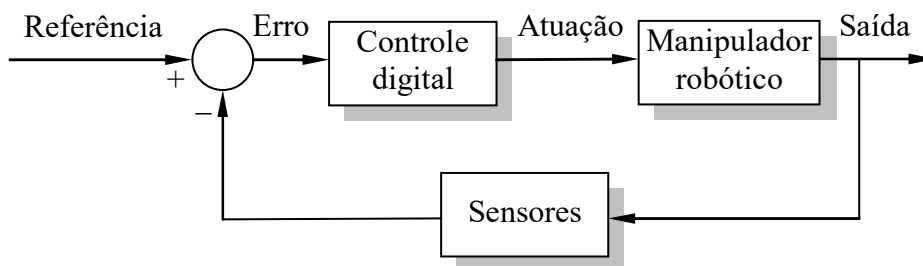 Referência
Erro
Controle
digital
Atuação
Manipulador
robótico
Saída
+
−
Sensores